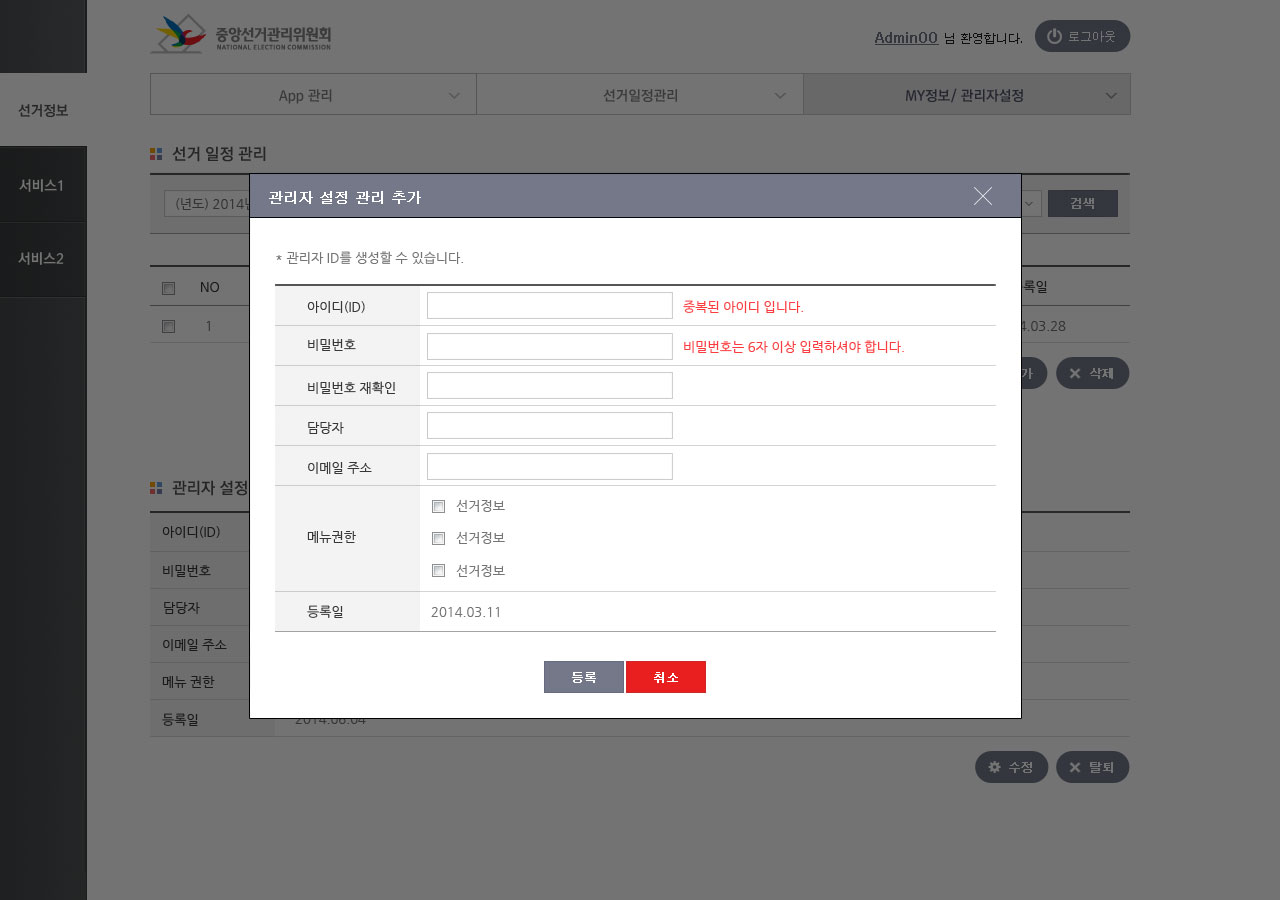 중앙선거관리위원회
NATIONAL ELECTION COMMISSION
Admin00 님 환영합니다.
로그아웃
App 관리
선거일정관리
MY정보/ 관리자설정
선거정보
서비스1
서비스2
선거 일정 관리
(년도) 2014년
검색
NO
록일
1
4.03.28
가
삭제
관리자 설정
아이디(ID)
비밀번호
담당자
이메일 주소
메뉴 권한
등록일
2014.06.04
수정
탈퇴
관리자 설정 관리 추가
* 관리자 ID를 생성할 수 있습니다.
아이디(ID)
중복된 아이디 입니다.
비밀번호
비밀번호는 6자 이상 입력하셔야 합니다.
비밀번호 재확인
담당자
이메일 주소
메뉴권한
선거정보
선거정보
선거정보
등록일
2014.03.11
등록
취소